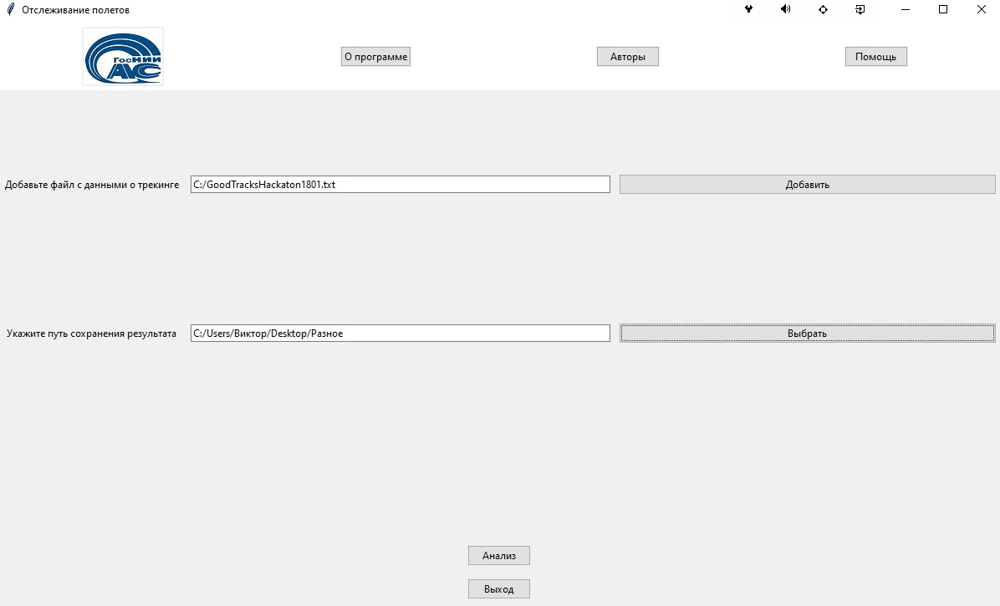 Отслеживание полетов
ГосНИИ
АС
О программе
Авторы
Помощь
Добавьте файл с данными о трекинге
C:/GoodTracksHackaton1801.txt
Добавить
Укажите путь сохранения результата
C:/Users/Виктор/Desktop/Разное
Выбрать
Анализ
Выход